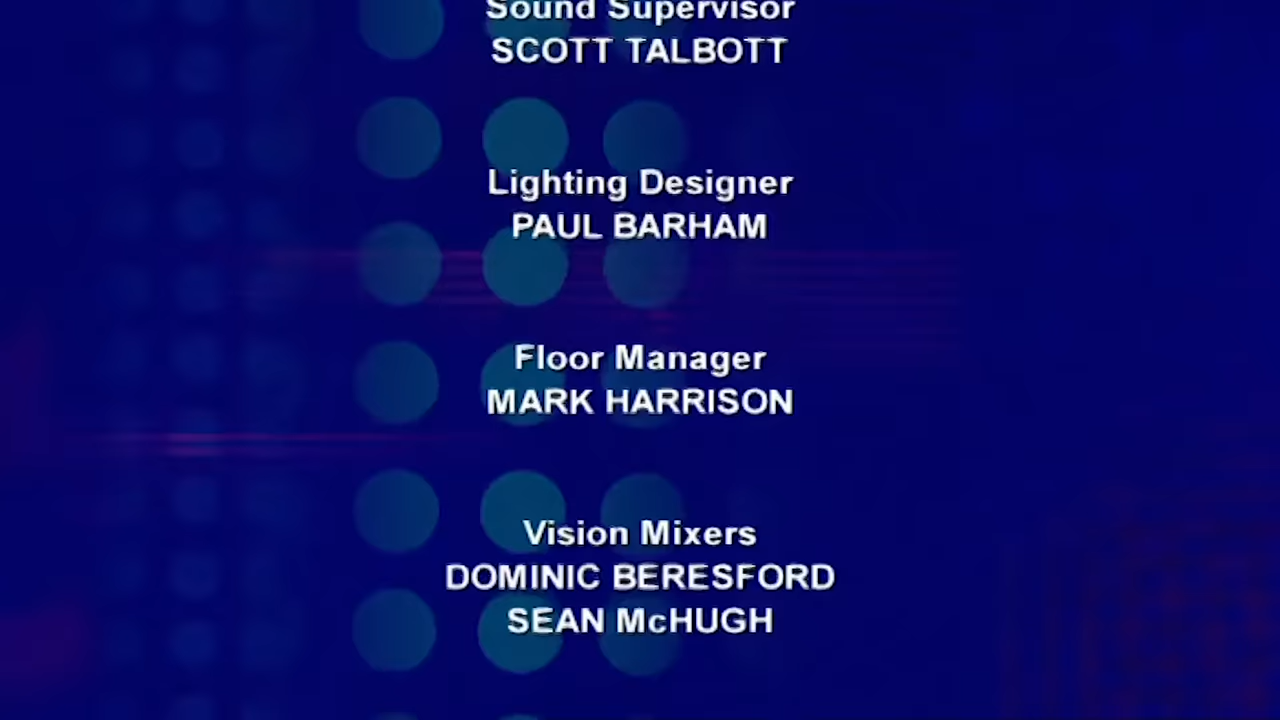 Sound Supervisor
SCOTT TALBOTT
Lighting Designer
PAUL BARHAM
Floor Manager
MARK HARRISON
Vision Mixers
DOMINIC BERESFORD
SEAN McHUGH